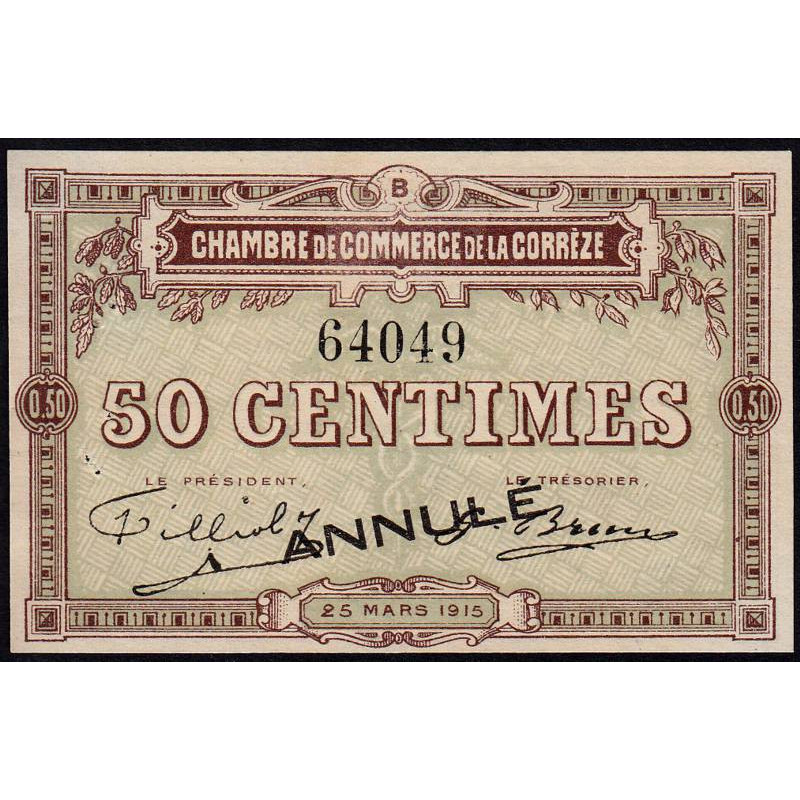 B
CHAMBRE DE COMMERCE DE LA CORRÈZE
64049
0.50 50 CENTIMES 0.50
LE PRÉSIDENT, LE TRÉSORIER,
ANNULÉ
25 MARS 1915